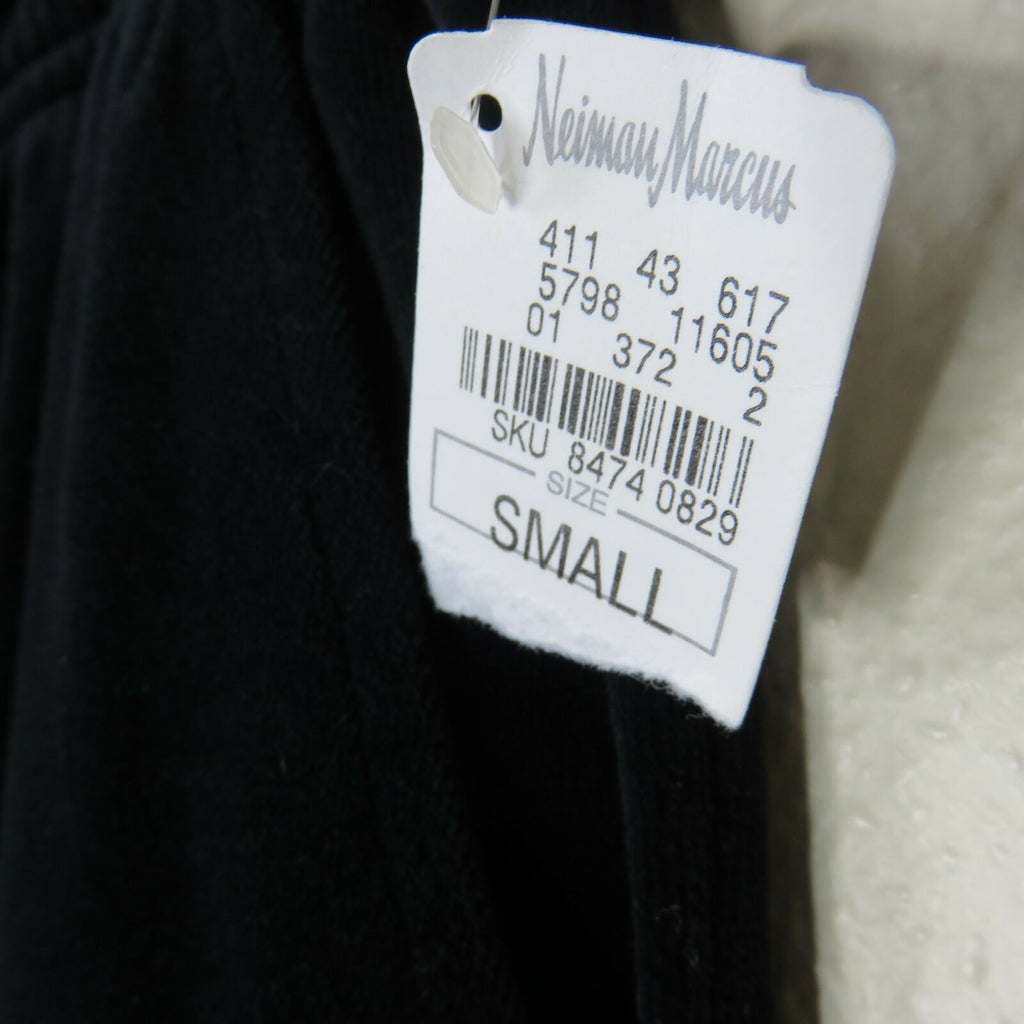 Neiman Marcus
411 43 617
5798 11605
01 372 2
SKU 8474 0829
SIZE
SMALL